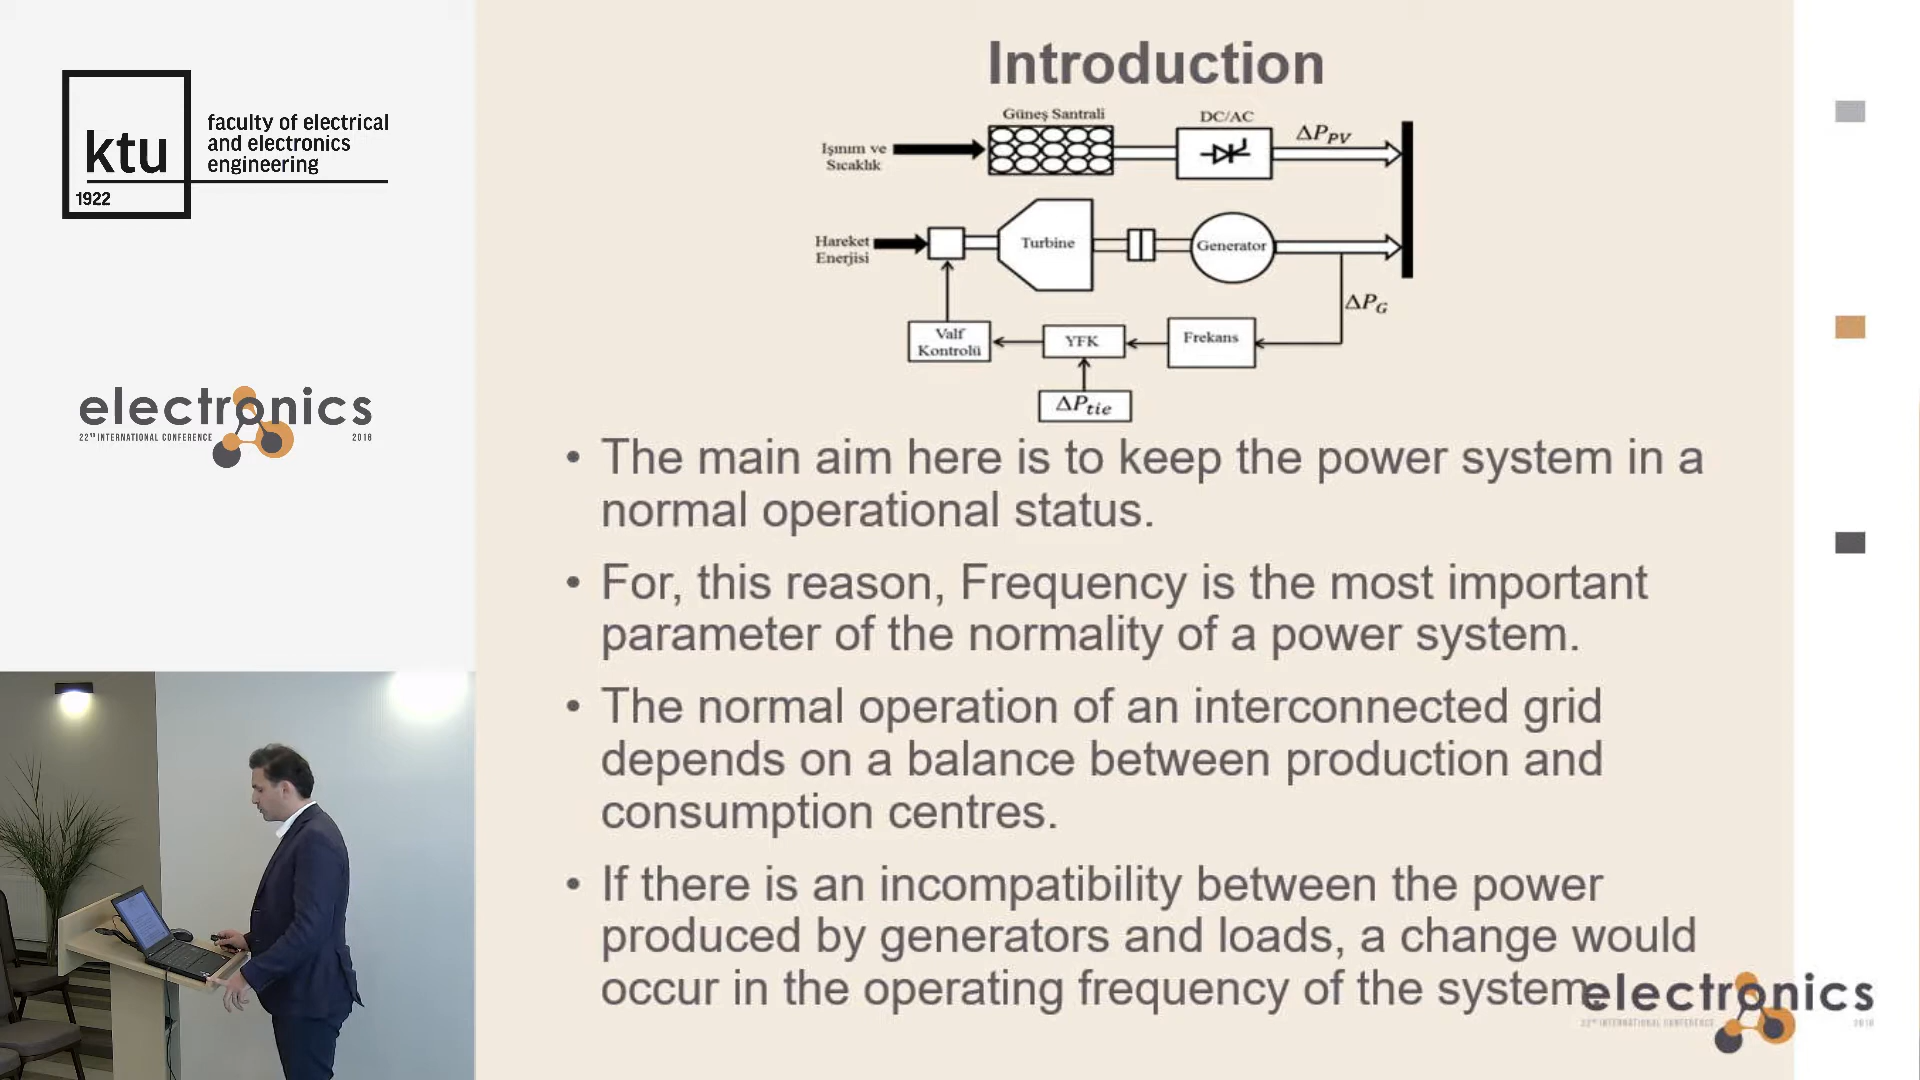 ktu
1922
faculty of electrical
and electronics
engineering
electronics
22ND INTERNATIONAL CONFERENCE 2018
Introduction
Güneş Santrali
DC/AC
ΔP_PV
Işınım ve
Sıcaklık
Hareket
Enerjisi
Turbine
Generator
ΔP_G
Valf
Kontrolü
YFK
Frekans
ΔP_tie
• The main aim here is to keep the power system in a
normal operational status.
• For, this reason, Frequency is the most important
parameter of the normality of a power system.
• The normal operation of an interconnected grid
depends on a balance between production and
consumption centres.
• If there is an incompatibility between the power
produced by generators and loads, a change would
occur in the operating frequency of the system.
electronics
22ND INTERNATIONAL CONFERENCE 2018